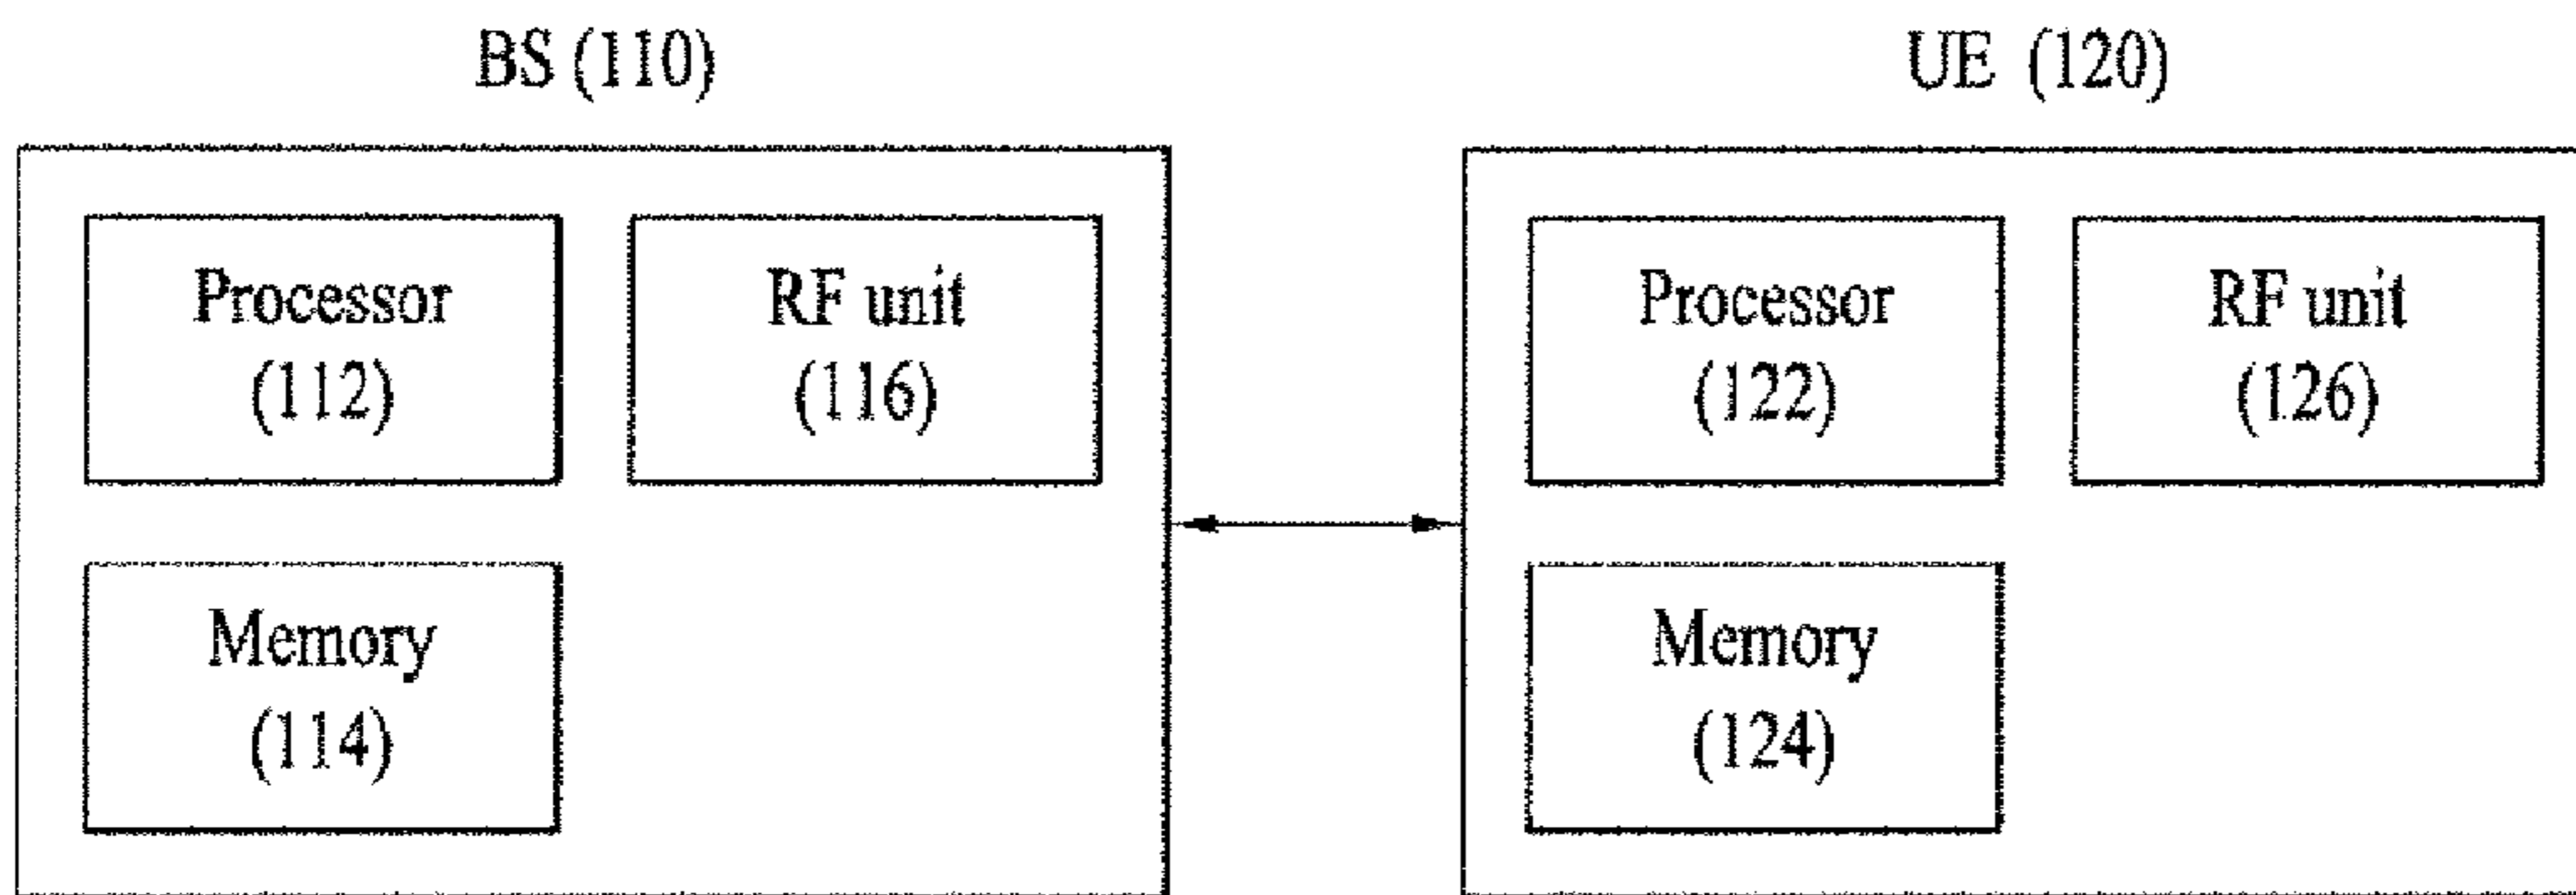 BS (110)
Processor
(112)
RF unit
(116)
Memory
(114)
UE (120)
Processor
(122)
RF unit
(126)
Memory
(124)